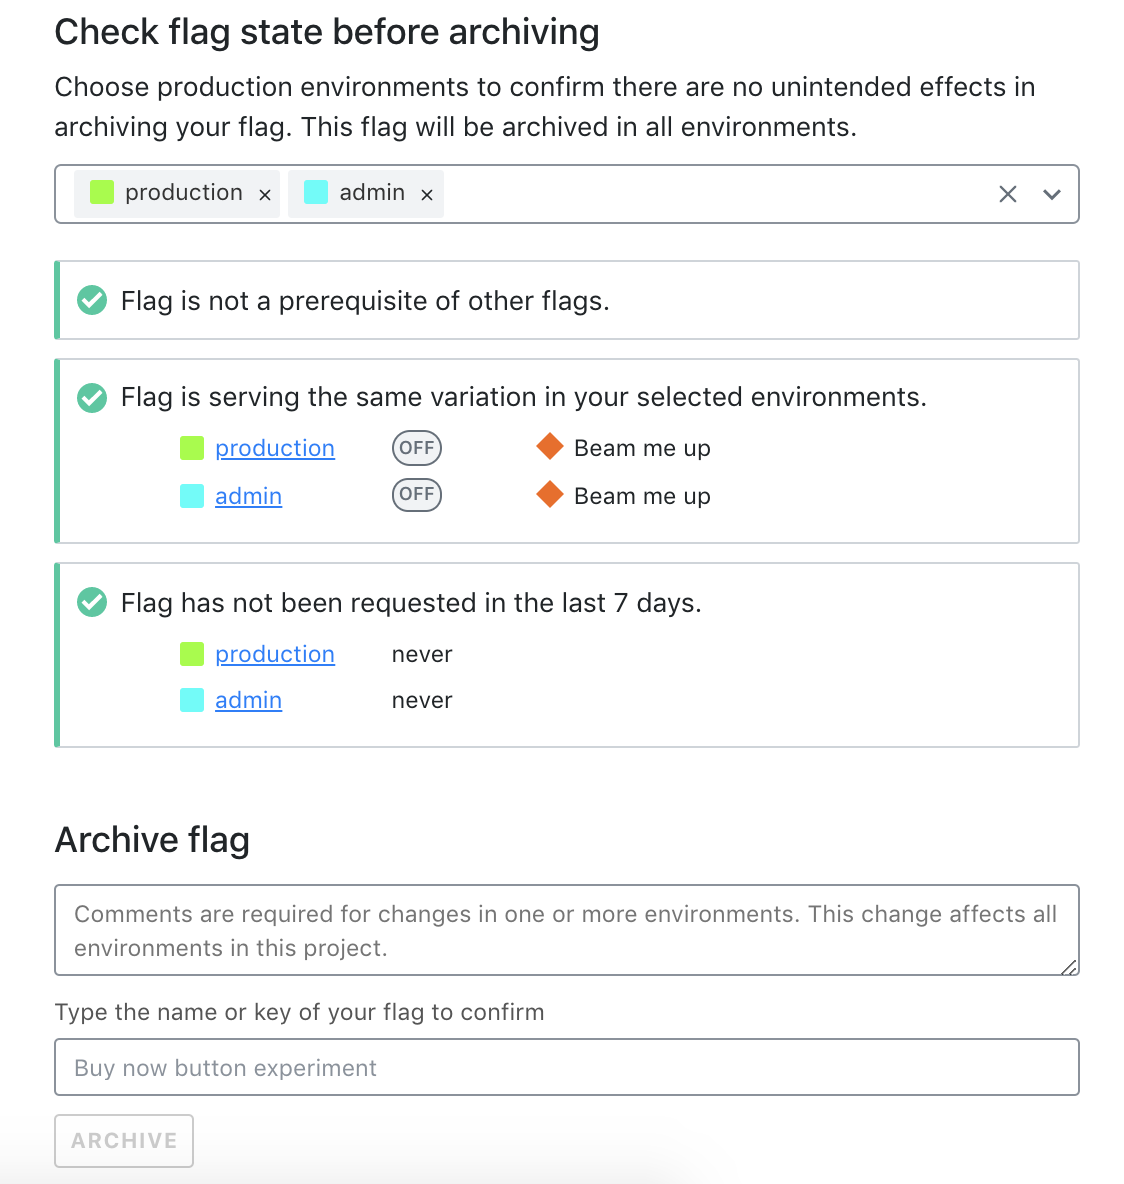 Check flag state before archiving
Choose production environments to confirm there are no unintended effects in
archiving your flag. This flag will be archived in all environments.
production × admin ×
Flag is not a prerequisite of other flags.
Flag is serving the same variation in your selected environments.
production OFF Beam me up
admin OFF Beam me up
Flag has not been requested in the last 7 days.
production never
admin never
Archive flag
Comments are required for changes in one or more environments. This change affects all
environments in this project.
Type the name or key of your flag to confirm
Buy now button experiment
ARCHIVE